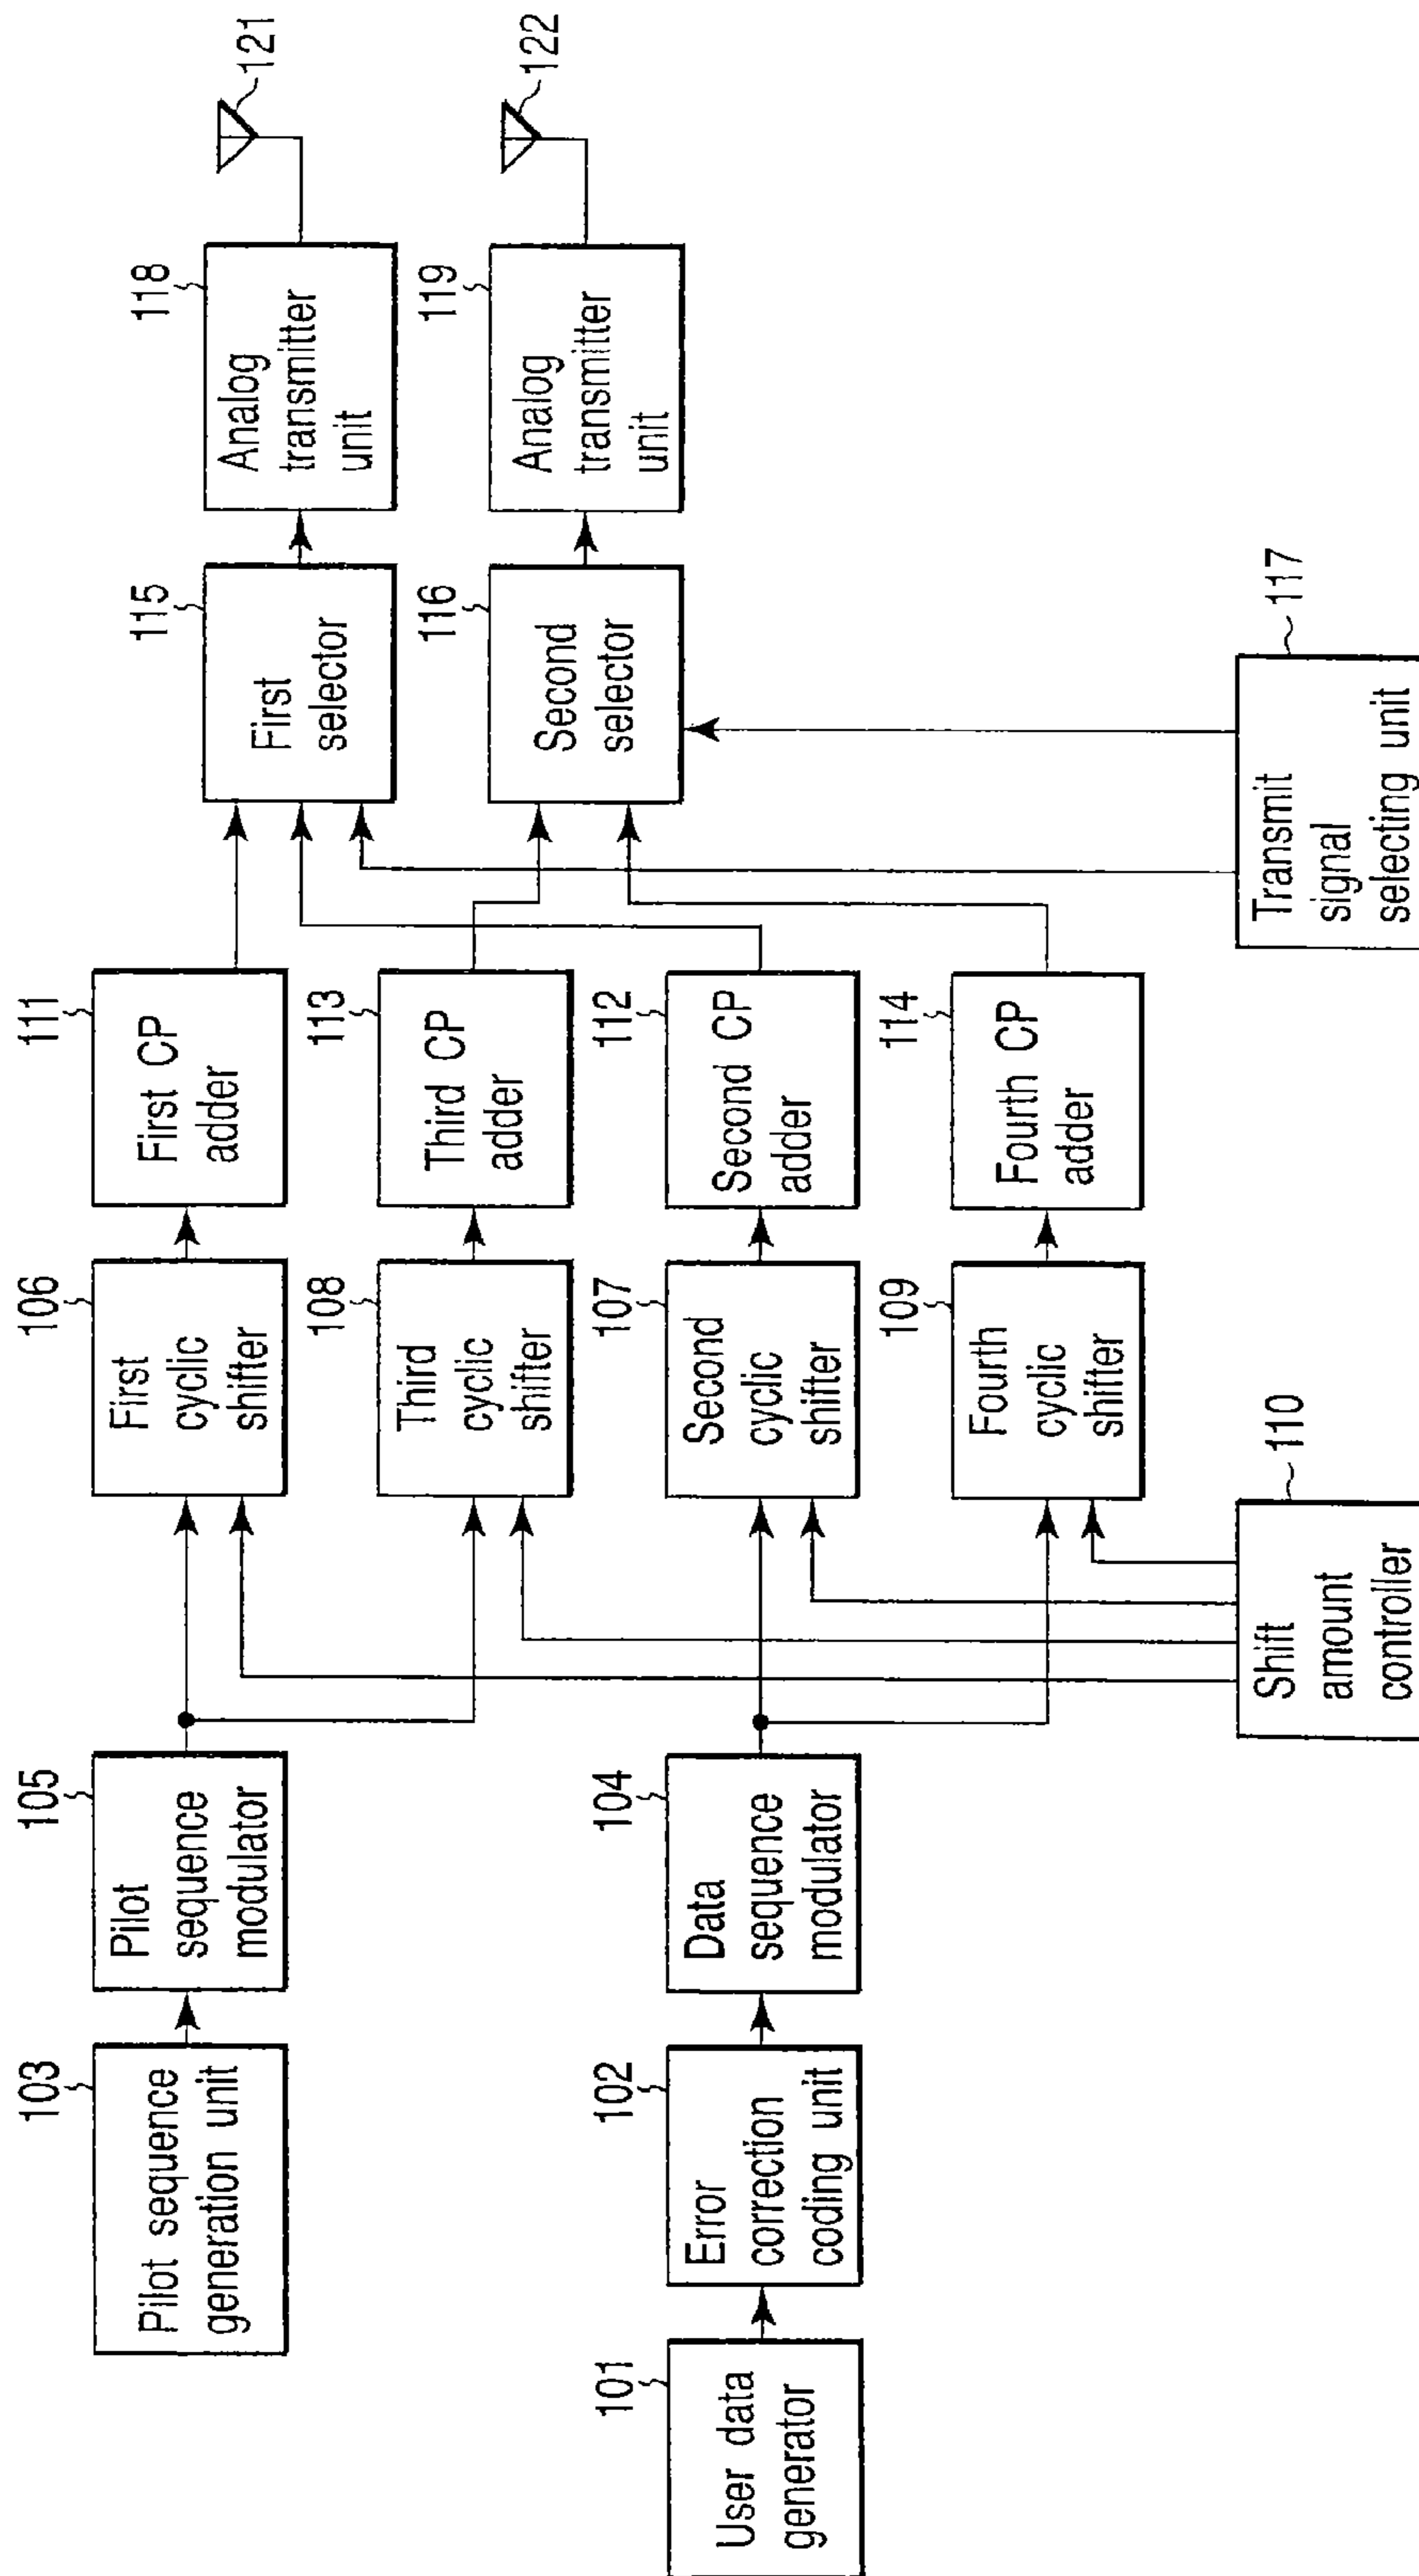 103
Pilot sequence
generation unit
105
Pilot
sequence
modulator
106
First
cyclic
shifter
111
First CP
adder
115
First
selector
118
Analog
transmitter
unit
121
108
Third
cyclic
shifter
113
Third CP
adder
116
Second
selector
119
Analog
transmitter
unit
122
101
User data
generator
102
Error
correction
coding unit
104
Data
sequence
modulator
107
Second
cyclic
shifter
112
Second CP
adder
109
Fourth
cyclic
shifter
114
Fourth CP
adder
110
Shift
amount
controller
117
Transmit
signal
selecting unit